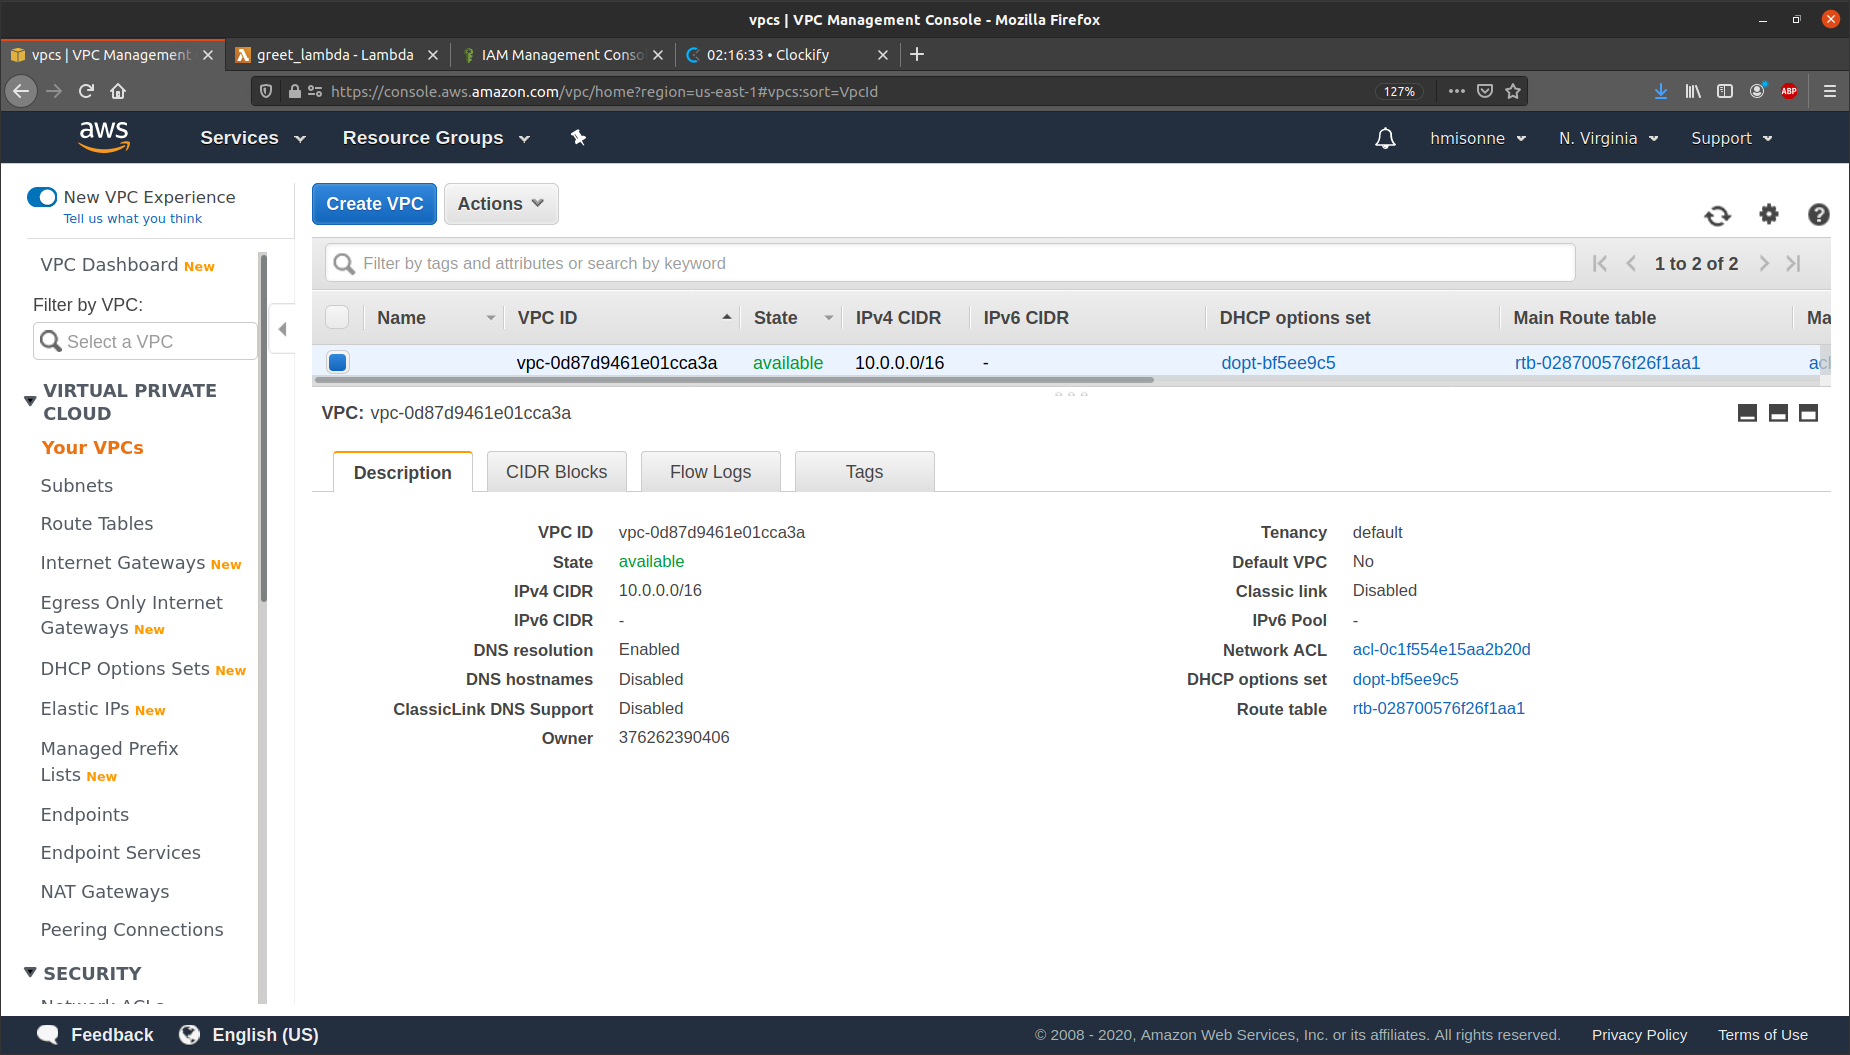 vpcs | VPC Management Console - Mozilla Firefox
vpcs | VPC Management
greet_lambda - Lambda
IAM Management Conso
02:16:33 • Clockify
https://console.aws.amazon.com/vpc/home?region=us-east-1#vpcs:sort=VpcId
127%
ABP
aws
Services
Resource Groups
hmisonne
N. Virginia
Support
New VPC Experience
Tell us what you think
VPC Dashboard New
Filter by VPC:
Select a VPC
VIRTUAL PRIVATE
CLOUD
Your VPCs
Subnets
Route Tables
Internet Gateways New
Egress Only Internet
Gateways New
DHCP Options Sets New
Elastic IPs New
Managed Prefix
Lists New
Endpoints
Endpoint Services
NAT Gateways
Peering Connections
SECURITY
Network ACLs
Create VPC
Actions
Filter by tags and attributes or search by keyword
1 to 2 of 2
Name
VPC ID
State
IPv4 CIDR
IPv6 CIDR
DHCP options set
Main Route table
Ma
vpc-0d87d9461e01cca3a
available
10.0.0.0/16
-
dopt-bf5ee9c5
rtb-028700576f26f1aa1
acl
VPC: vpc-0d87d9461e01cca3a
Description
CIDR Blocks
Flow Logs
Tags
VPC ID vpc-0d87d9461e01cca3a
State available
IPv4 CIDR 10.0.0.0/16
IPv6 CIDR -
DNS resolution Enabled
DNS hostnames Disabled
ClassicLink DNS Support Disabled
Owner 376262390406
Tenancy default
Default VPC No
Classic link Disabled
IPv6 Pool -
Network ACL acl-0c1f554e15aa2b20d
DHCP options set dopt-bf5ee9c5
Route table rtb-028700576f26f1aa1
Feedback
English (US)
© 2008 - 2020, Amazon Web Services, Inc. or its affiliates. All rights reserved.
Privacy Policy
Terms of Use